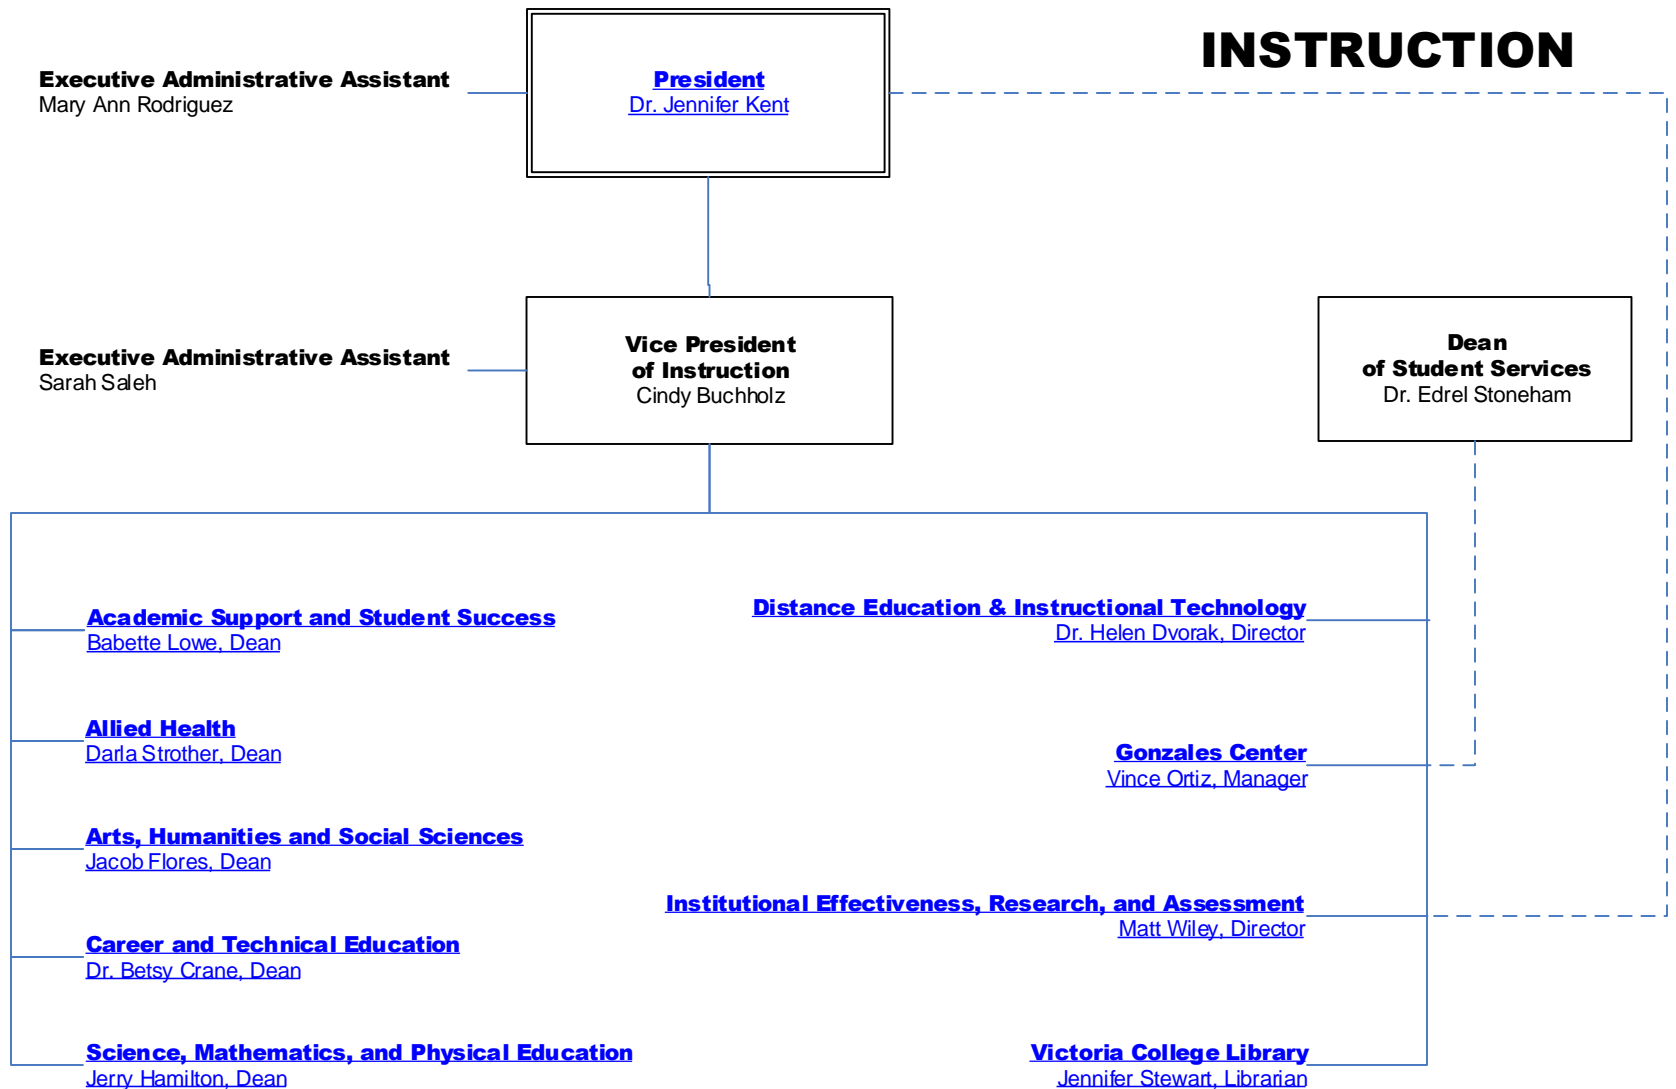 INSTRUCTION
Executive Administrative Assistant
Mary Ann Rodriguez
President
Dr. Jennifer Kent
Executive Administrative Assistant
Sarah Saleh
Vice President
of Instruction
Cindy Buchholz
Dean
of Student Services
Dr. Edrel Stoneham
Academic Support and Student Success
Babette Lowe, Dean
Allied Health
Darla Strother, Dean
Arts, Humanities and Social Sciences
Jacob Flores, Dean
Career and Technical Education
Dr. Betsy Crane, Dean
Science, Mathematics, and Physical Education
Jerry Hamilton, Dean
Distance Education & Instructional Technology
Dr. Helen Dvorak, Director
Gonzales Center
Vince Ortiz, Manager
Institutional Effectiveness, Research, and Assessment
Matt Wiley, Director
Victoria College Library
Jennifer Stewart, Librarian